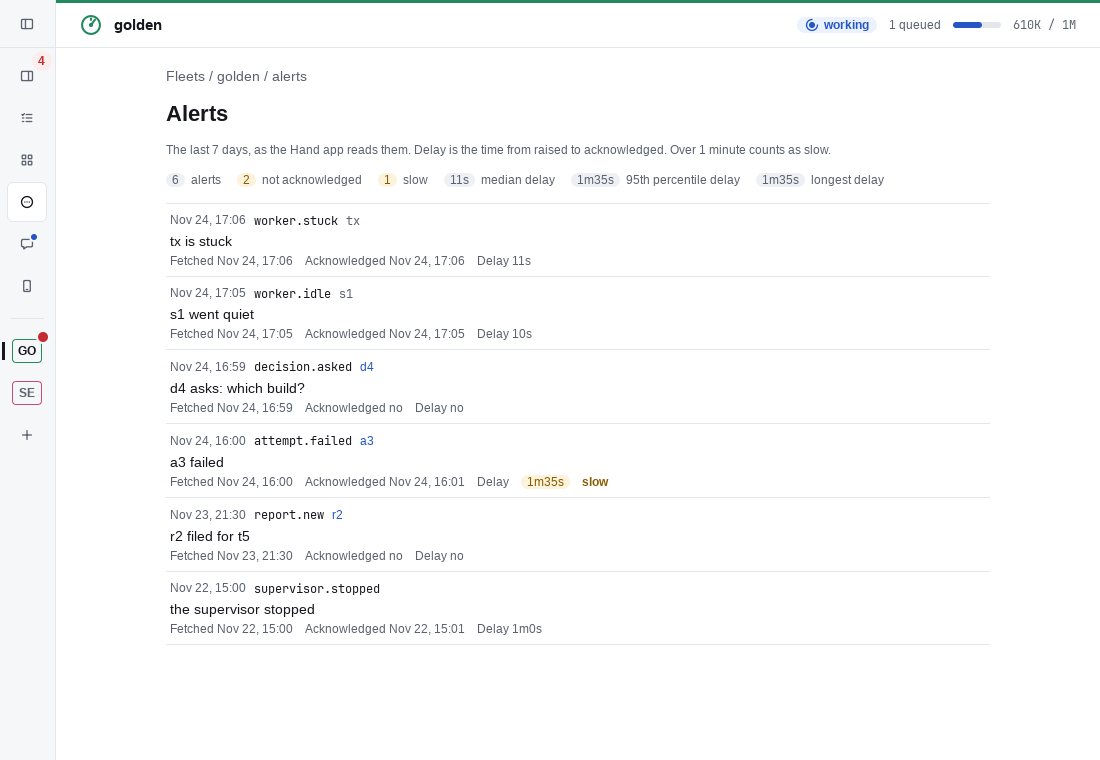 golden
working 1 queued 610K / 1M
4
GO
SE
Fleets / golden / alerts
Alerts
The last 7 days, as the Hand app reads them. Delay is the time from raised to acknowledged. Over 1 minute counts as slow.
6 alerts 2 not acknowledged 1 slow 11s median delay 1m35s 95th percentile delay 1m35s longest delay
Nov 24, 17:06 worker.stuck tx
tx is stuck
Fetched Nov 24, 17:06 Acknowledged Nov 24, 17:06 Delay 11s
Nov 24, 17:05 worker.idle s1
s1 went quiet
Fetched Nov 24, 17:05 Acknowledged Nov 24, 17:05 Delay 10s
Nov 24, 16:59 decision.asked d4
d4 asks: which build?
Fetched Nov 24, 16:59 Acknowledged no Delay no
Nov 24, 16:00 attempt.failed a3
a3 failed
Fetched Nov 24, 16:00 Acknowledged Nov 24, 16:01 Delay 1m35s slow
Nov 23, 21:30 report.new r2
r2 filed for t5
Fetched Nov 23, 21:30 Acknowledged no Delay no
Nov 22, 15:00 supervisor.stopped
the supervisor stopped
Fetched Nov 22, 15:00 Acknowledged Nov 22, 15:01 Delay 1m0s